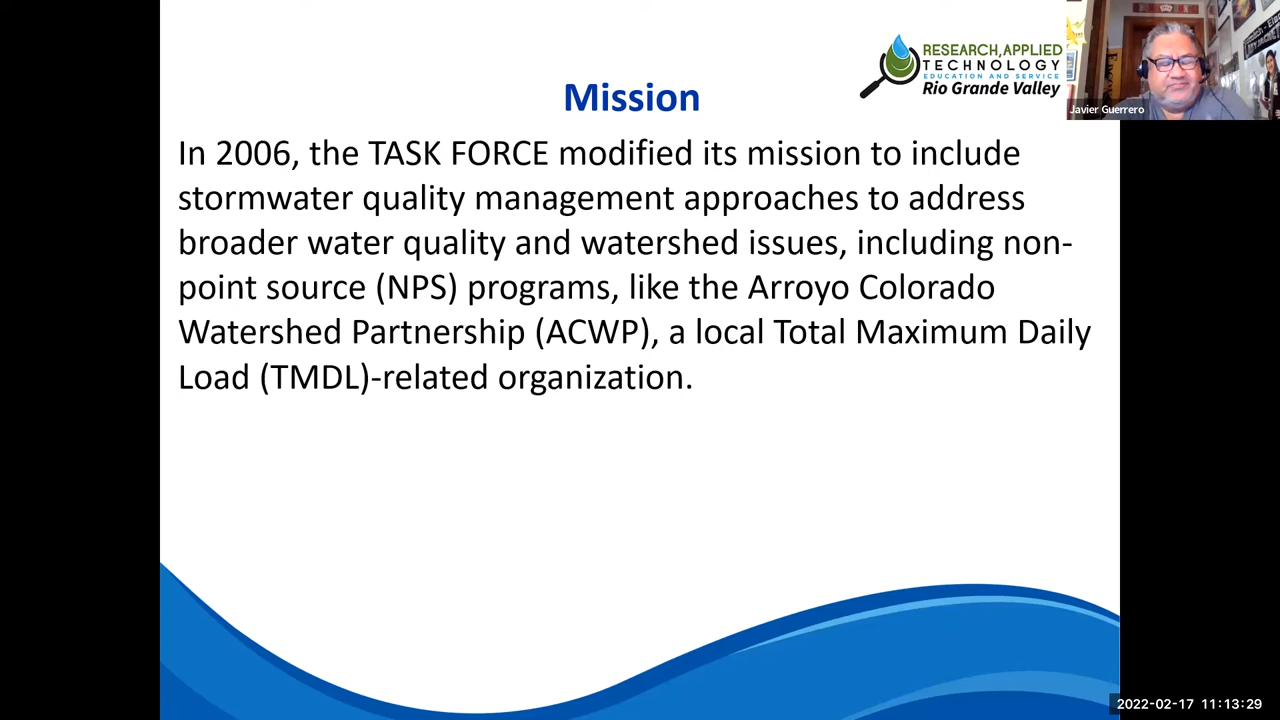 RESEARCH, APPLIED
TECHNOLOGY
EDUCATION AND SERVICE
Rio Grande Valley
Javier Guerrero
Mission
In 2006, the TASK FORCE modified its mission to include
stormwater quality management approaches to address
broader water quality and watershed issues, including non-
point source (NPS) programs, like the Arroyo Colorado
Watershed Partnership (ACWP), a local Total Maximum Daily
Load (TMDL)-related organization.
2022-02-17 11:13:29